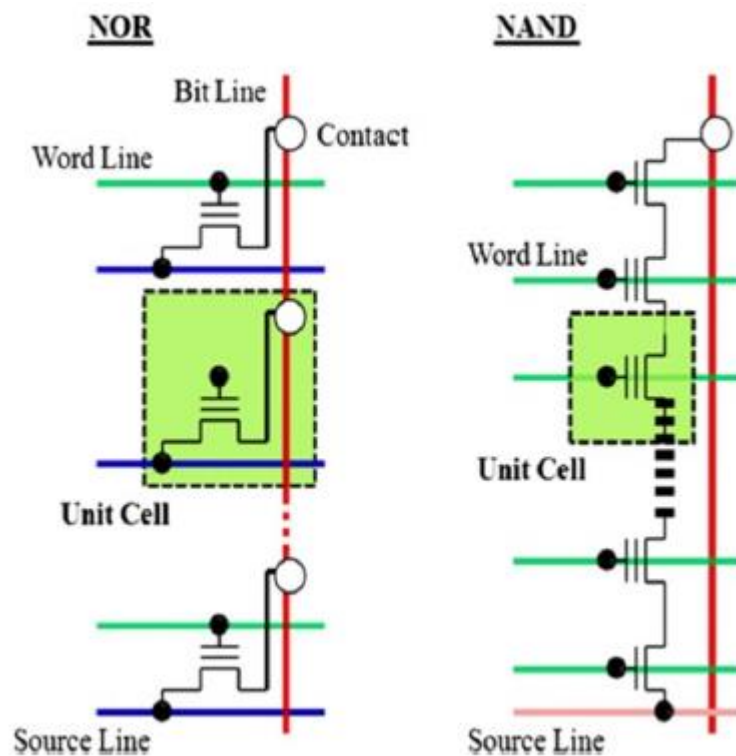 NOR
NAND
Bit Line
Contact
Word Line
Word Line
Unit Cell
Unit Cell
Source Line
Source Line